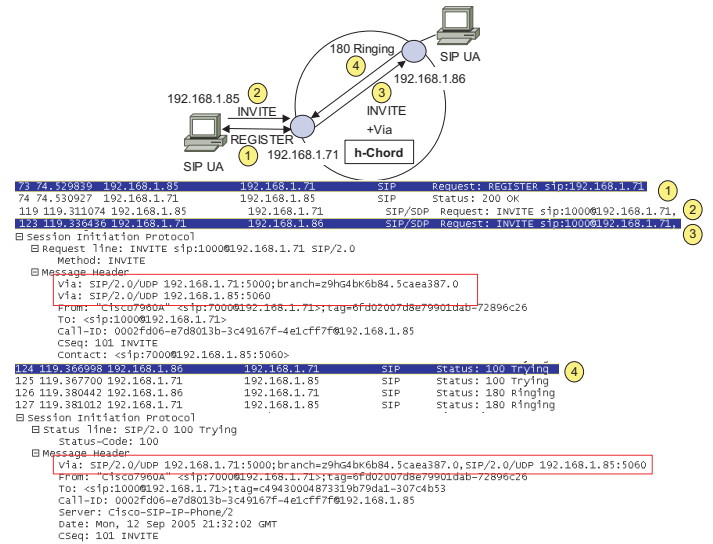 180 Ringing
4
SIP UA
192.168.1.86
192.168.1.85
2
INVITE
3
INVITE
+Via
h-Chord
REGISTER
1
192.168.1.71
SIP UA
73 74.529839 192.168.1.85 192.168.1.71 SIP Request: REGISTER sip:192.168.1.71
1
74 74.530927 192.168.1.71 192.168.1.85 SIP Status: 200 OK
119 119.311074 192.168.1.85 192.168.1.71 SIP/SDP Request: INVITE sip:1000@192.168.1.71,
2
123 119.336436 192.168.1.71 192.168.1.86 SIP/SDP Request: INVITE sip:1000@192.168.1.71,
3
Session Initiation Protocol
Request line: INVITE sip:1000@192.168.1.71 SIP/2.0
Method: INVITE
Message Header
Via: SIP/2.0/UDP 192.168.1.71:5000;branch=z9hG4bK6b84.5caea387.0
Via: SIP/2.0/UDP 192.168.1.85:5060
From: "Cisco7960A" <sip:7000@192.168.1.71>;tag=6fd02007d8e79901dab-72896c26
To: <sip:1000@192.168.1.71>
Call-ID: 0002fd06-e7d8013b-3c49167f-4e1cff7f@192.168.1.85
CSeq: 101 INVITE
Contact: <sip:7000@192.168.1.85:5060>
124 119.366998 192.168.1.86 192.168.1.71 SIP Status: 100 Trying
4
125 119.367700 192.168.1.71 192.168.1.85 SIP Status: 100 Trying
126 119.380442 192.168.1.86 192.168.1.71 SIP Status: 180 Ringing
127 119.381012 192.168.1.71 192.168.1.85 SIP Status: 180 Ringing
Session Initiation Protocol
Status line: SIP/2.0 100 Trying
Status-Code: 100
Message Header
Via: SIP/2.0/UDP 192.168.1.71:5000;branch=z9hG4bK6b84.5caea387.0,SIP/2.0/UDP 192.168.1.85:5060
From: "Cisco7960A" <sip:7000@192.168.1.71>;tag=6fd02007d8e79901dab-72896c26
To: <sip:1000@192.168.1.71>;tag=c49430004873319b79da1-307c4b53
Call-ID: 0002fd06-e7d8013b-3c49167f-4e1cff7f@192.168.1.85
Server: Cisco-SIP-IP-Phone/2
Date: Mon, 12 Sep 2005 21:32:02 GMT
CSeq: 101 INVITE